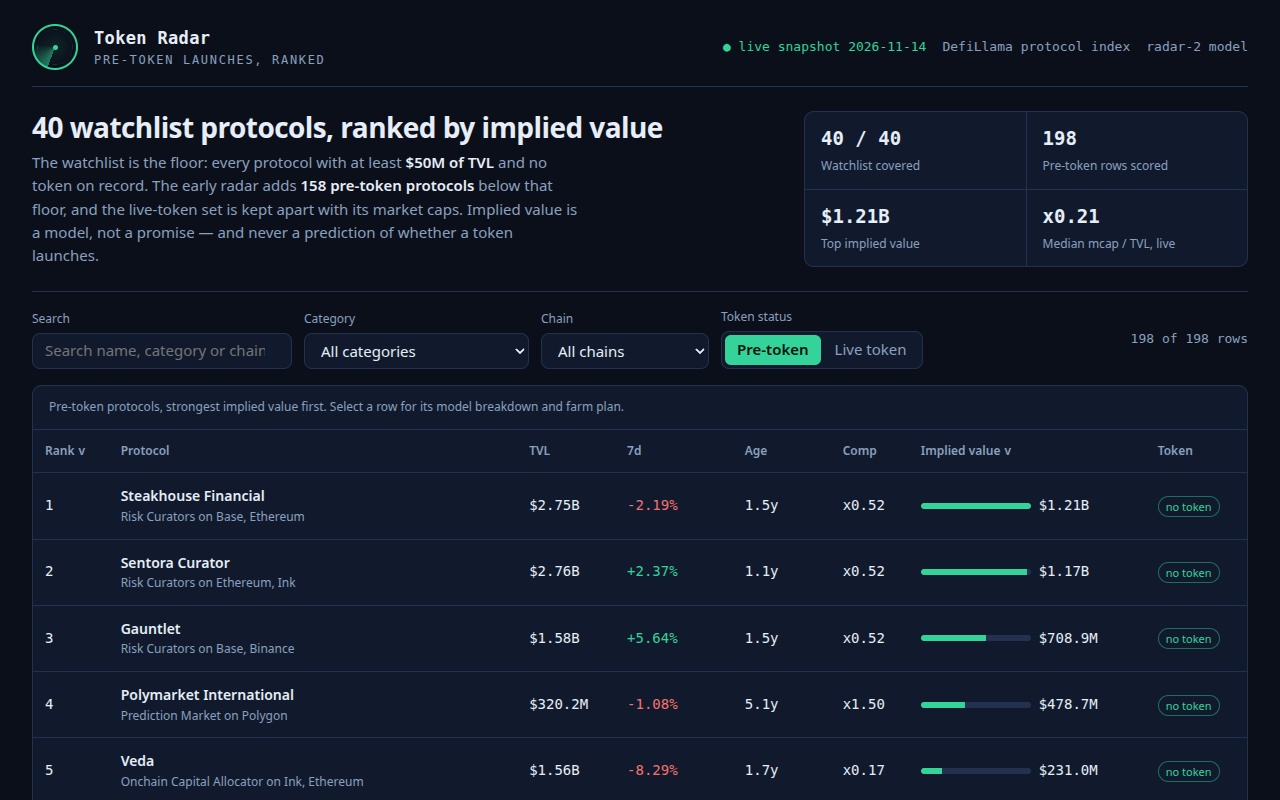 Token Radar
PRE-TOKEN LAUNCHES, RANKED
● live snapshot 2026-11-14 DefiLlama protocol index radar-2 model
40 watchlist protocols, ranked by implied value
The watchlist is the floor: every protocol with at least $50M of TVL and no
token on record. The early radar adds 158 pre-token protocols below that
floor, and the live-token set is kept apart with its market caps. Implied value is
a model, not a promise — and never a prediction of whether a token
launches.
40 / 40
Watchlist covered
198
Pre-token rows scored
$1.21B
Top implied value
x0.21
Median mcap / TVL, live
Search
Search name, category or chain
Category
All categories
Chain
All chains
Token status
Pre-token Live token
198 of 198 rows
Pre-token protocols, strongest implied value first. Select a row for its model breakdown and farm plan.
Rank v Protocol TVL 7d Age Comp Implied value v Token
1 Steakhouse Financial $2.75B -2.19% 1.5y x0.52 $1.21B no token
Risk Curators on Base, Ethereum
2 Sentora Curator $2.76B +2.37% 1.1y x0.52 $1.17B no token
Risk Curators on Ethereum, Ink
3 Gauntlet $1.58B +5.64% 1.5y x0.52 $708.9M no token
Risk Curators on Base, Binance
4 Polymarket International $320.2M -1.08% 5.1y x1.50 $478.7M no token
Prediction Market on Polygon
5 Veda $1.56B -8.29% 1.7y x0.17 $231.0M no token
Onchain Capital Allocator on Ink, Ethereum